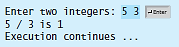 Enter two integers: 5 3 ↵Enter
5 / 3 is 1
Execution continues ...